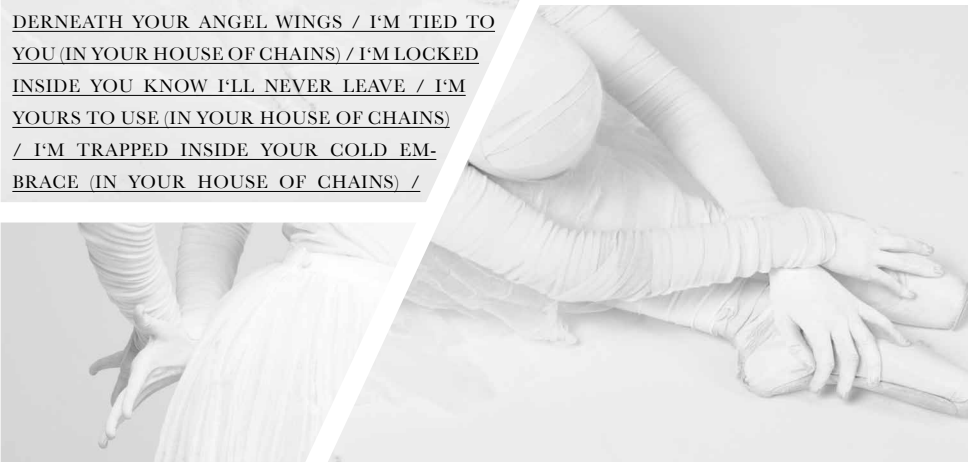 DERNEATH YOUR ANGEL WINGS / I‘M TIED TO
YOU (IN YOUR HOUSE OF CHAINS) / I‘M LOCKED
INSIDE YOU KNOW I‘LL NEVER LEAVE / I‘M
YOURS TO USE (IN YOUR HOUSE OF CHAINS)
/ I‘M TRAPPED INSIDE YOUR COLD EM-
BRACE (IN YOUR HOUSE OF CHAINS) /